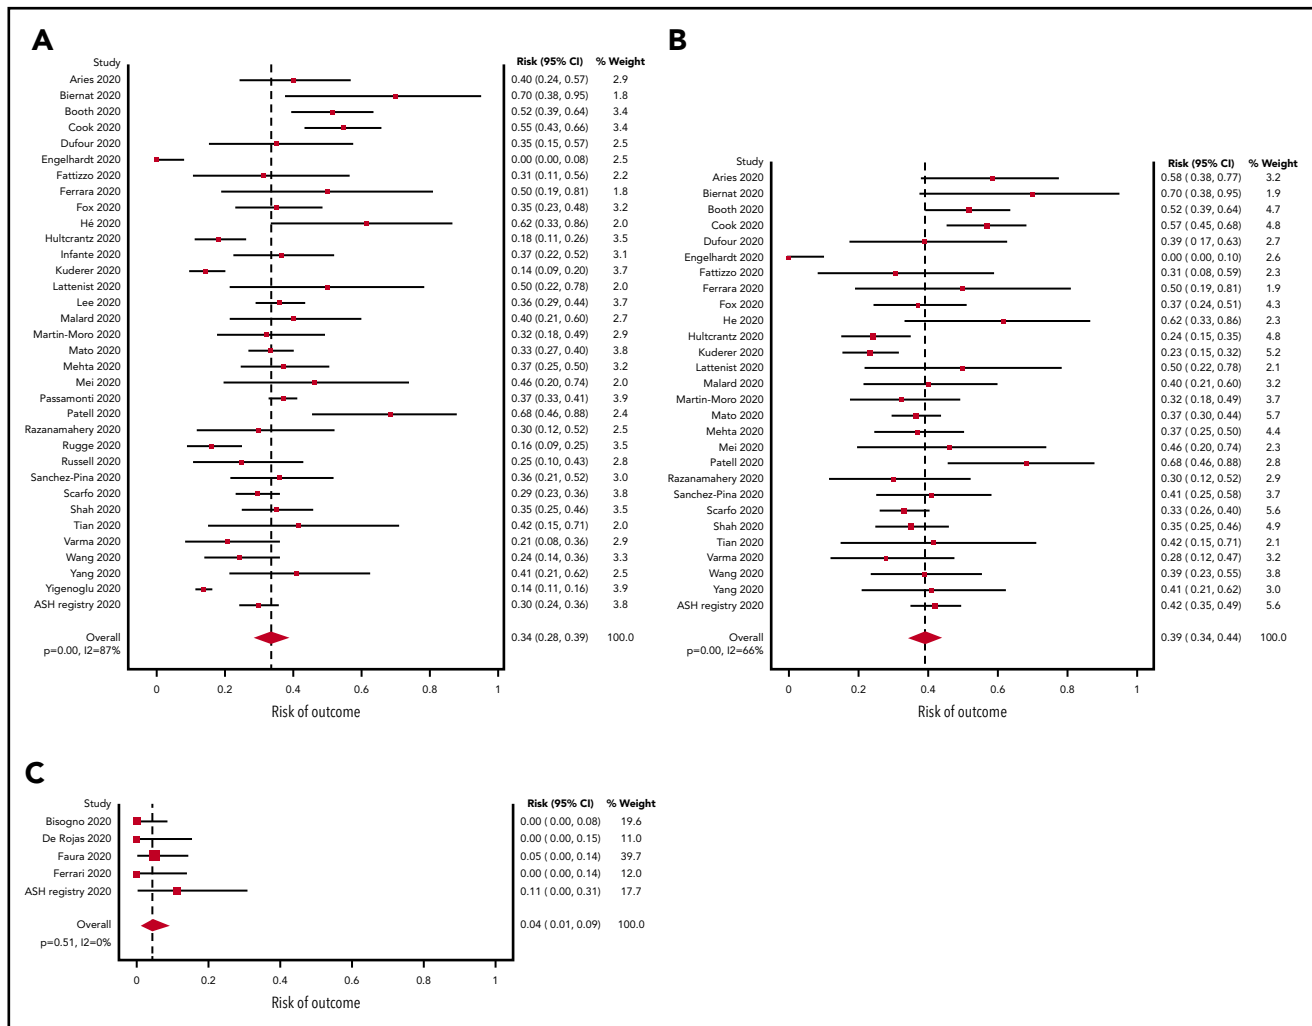 A
Study Risk (95% CI) % Weight
Aries 2020 0.40 (0.24, 0.57) 2.9
Biernat 2020 0.70 (0.38, 0.95) 1.8
Booth 2020 0.52 (0.39, 0.64) 3.4
Cook 2020 0.55 (0.43, 0.66) 3.4
Dufour 2020 0.35 (0.15, 0.57) 2.5
Engelhardt 2020 0.00 (0.00, 0.08) 2.5
Fattizzo 2020 0.31 (0.11, 0.56) 2.2
Ferrara 2020 0.50 (0.19, 0.81) 1.8
Fox 2020 0.35 (0.23, 0.48) 3.2
Hé 2020 0.62 (0.33, 0.86) 2.0
Hultcrantz 2020 0.18 (0.11, 0.26) 3.5
Infante 2020 0.37 (0.22, 0.52) 3.1
Kuderer 2020 0.14 (0.09, 0.20) 3.7
Lattenist 2020 0.50 (0.22, 0.78) 2.0
Lee 2020 0.36 (0.29, 0.44) 3.7
Malard 2020 0.40 (0.21, 0.60) 2.7
Martin-Moro 2020 0.32 (0.18, 0.49) 2.9
Mato 2020 0.33 (0.27, 0.40) 3.8
Mehta 2020 0.37 (0.25, 0.50) 3.2
Mei 2020 0.46 (0.20, 0.74) 2.0
Passamonti 2020 0.37 (0.33, 0.41) 3.9
Patell 2020 0.68 (0.46, 0.88) 2.4
Razanamahery 2020 0.30 (0.12, 0.52) 2.5
Rugge 2020 0.16 (0.09, 0.25) 3.5
Russell 2020 0.25 (0.10, 0.43) 2.8
Sanchez-Pina 2020 0.36 (0.21, 0.52) 3.0
Scarfo 2020 0.29 (0.23, 0.36) 3.8
Shah 2020 0.35 (0.25, 0.46) 3.5
Tian 2020 0.42 (0.15, 0.71) 2.0
Varma 2020 0.21 (0.08, 0.36) 2.9
Wang 2020 0.24 (0.14, 0.36) 3.3
Yang 2020 0.41 (0.21, 0.62) 2.5
Yigenoglu 2020 0.14 (0.11, 0.16) 3.9
ASH registry 2020 0.30 (0.24, 0.36) 3.8
Overall 0.34 (0.28, 0.39) 100.0
p=0.00, I2=87%
0 0.2 0.4 0.6 0.8 1
Risk of outcome
B
Study Risk (95% CI) % Weight
Aries 2020 0.58 ( 0.38, 0.77) 3.2
Biernat 2020 0.70 ( 0.38, 0.95) 1.9
Booth 2020 0.52 ( 0.39, 0.64) 4.7
Cook 2020 0.57 ( 0.45, 0.68) 4.8
Dufour 2020 0.39 ( 0.17, 0.63) 2.7
Engelhardt 2020 0.00 ( 0.00, 0.10) 2.6
Fattizzo 2020 0.31 ( 0.08, 0.59) 2.3
Ferrara 2020 0.50 ( 0.19, 0.81) 1.9
Fox 2020 0.37 ( 0.24, 0.51) 4.3
He 2020 0.62 ( 0.33, 0.86) 2.3
Hultcrantz 2020 0.24 ( 0.15, 0.35) 4.8
Kuderer 2020 0.23 ( 0.15, 0.32) 5.2
Lattenist 2020 0.50 ( 0.22, 0.78) 2.1
Malard 2020 0.40 ( 0.21, 0.60) 3.2
Martin-Moro 2020 0.32 ( 0.18, 0.49) 3.7
Mato 2020 0.37 ( 0.30, 0.44) 5.7
Mehta 2020 0.37 ( 0.25, 0.50) 4.4
Mei 2020 0.46 ( 0.20, 0.74) 2.3
Patell 2020 0.68 ( 0.46, 0.88) 2.8
Razanamahery 2020 0.30 ( 0.12, 0.52) 2.9
Sanchez-Pina 2020 0.41 ( 0.25, 0.58) 3.7
Scarfo 2020 0.33 ( 0.26, 0.40) 5.6
Shah 2020 0.35 ( 0.25, 0.46) 4.9
Tian 2020 0.42 ( 0.15, 0.71) 2.1
Varma 2020 0.28 ( 0.12, 0.47) 3.2
Wang 2020 0.39 ( 0.23, 0.55) 3.8
Yang 2020 0.41 ( 0.21, 0.62) 3.0
ASH registry 2020 0.42 ( 0.35, 0.49) 5.6
Overall 0.39 ( 0.34, 0.44) 100.0
p=0.00, I2=66%
0 0.2 0.4 0.6 0.8 1
Risk of outcome
C
Study Risk (95% CI) % Weight
Bisogno 2020 0.00 ( 0.00, 0.08) 19.6
De Rojas 2020 0.00 ( 0.00, 0.15) 11.0
Faura 2020 0.05 ( 0.00, 0.14) 39.7
Ferrari 2020 0.00 ( 0.00, 0.14) 12.0
ASH registry 2020 0.11 ( 0.00, 0.31) 17.7
Overall 0.04 ( 0.01, 0.09) 100.0
p=0.51, I2=0%
0 0.2 0.4 0.6 0.8 1
Risk of outcome